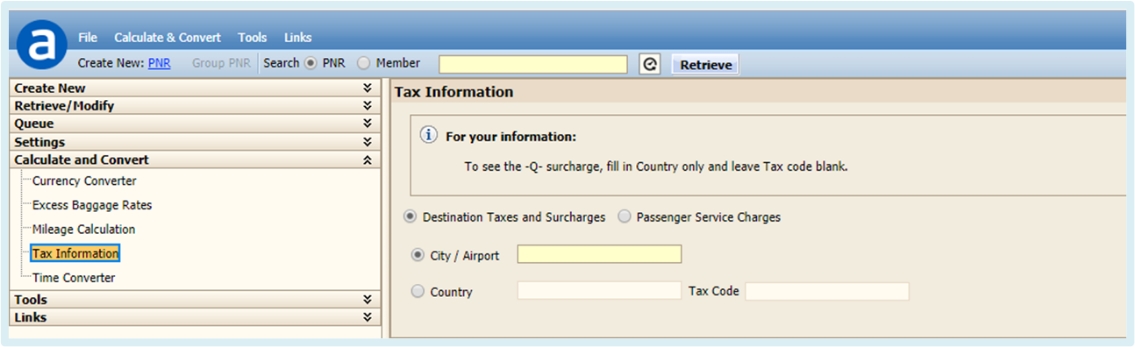 a
File Calculate & Convert Tools Links
Create New: PNR Group PNR Search PNR Member Retrieve
Create New
Retrieve/Modify
Queue
Settings
Calculate and Convert
Currency Converter
Excess Baggage Rates
Mileage Calculation
Tax Information
Time Converter
Tools
Links
Tax Information
For your information:
To see the -Q- surcharge, fill in Country only and leave Tax code blank.
Destination Taxes and Surcharges Passenger Service Charges
City / Airport
Country Tax Code